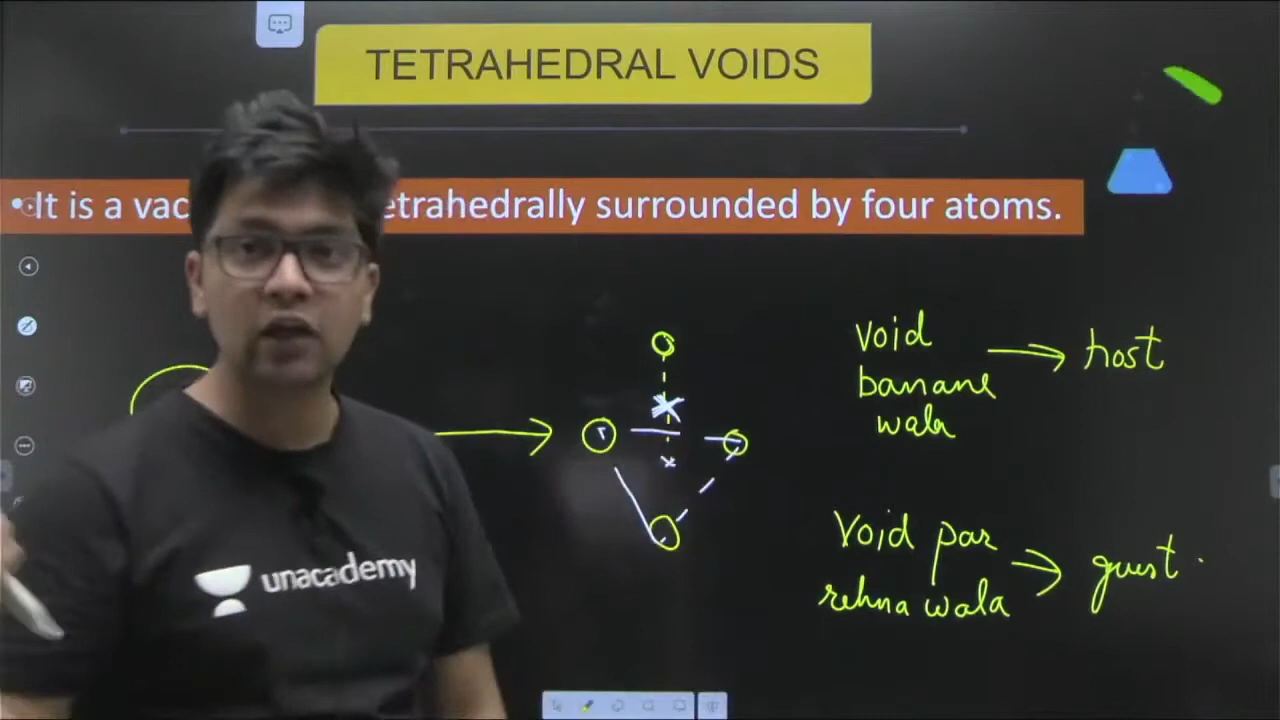 TETRAHEDRAL VOIDS
It is a vac etrahedrally surrounded by four atoms.
void → host
banane
wala
Void par → guest
rehna wala
unacademy